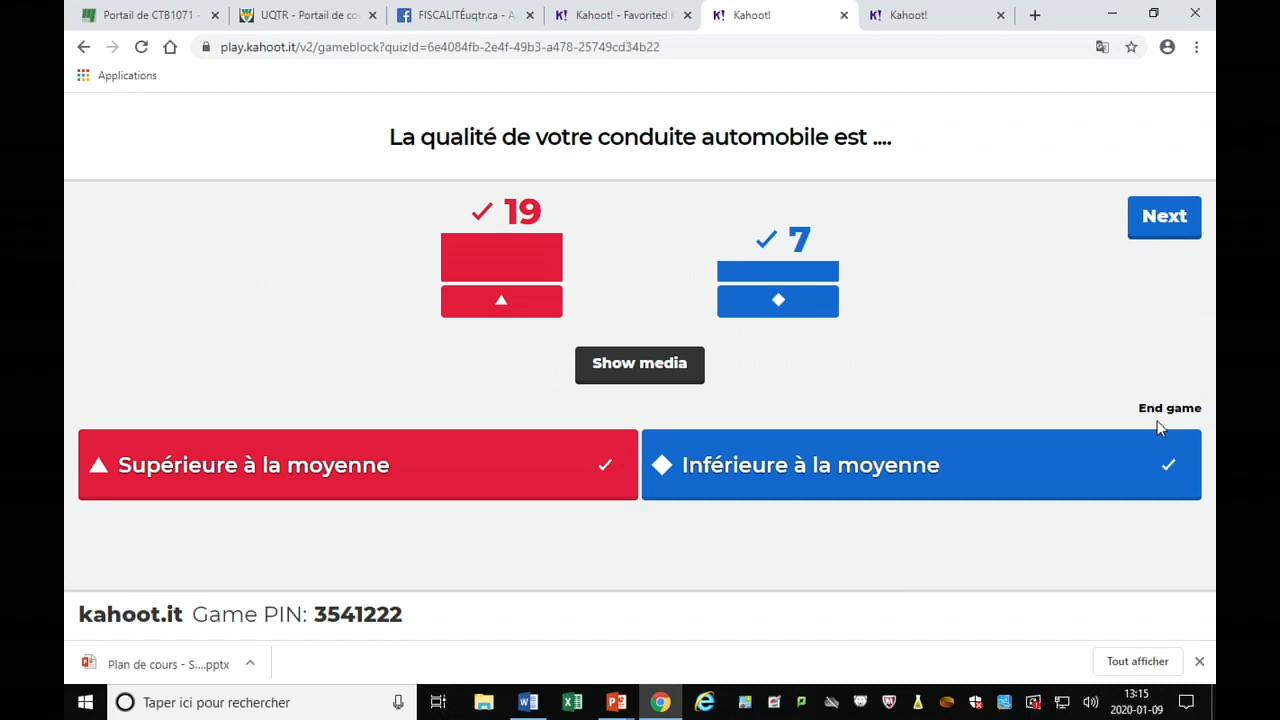 Portail de CTB1071 -
UQTR - Portail de co
FISCALITÉuqtr.ca - A
K! Kahoot! - Favorited K
K! Kahoot!
K! Kahoot!
play.kahoot.it/v2/gameblock?quizId=6e4084fb-2e4f-49b3-a478-25749cd34b22
Applications
La qualité de votre conduite automobile est ....
19
7
Next
Show media
End game
Supérieure à la moyenne
Inférieure à la moyenne
kahoot.it Game PIN: 3541222
Plan de cours - S....pptx
Tout afficher
Taper ici pour rechercher
13:15
2020-01-09